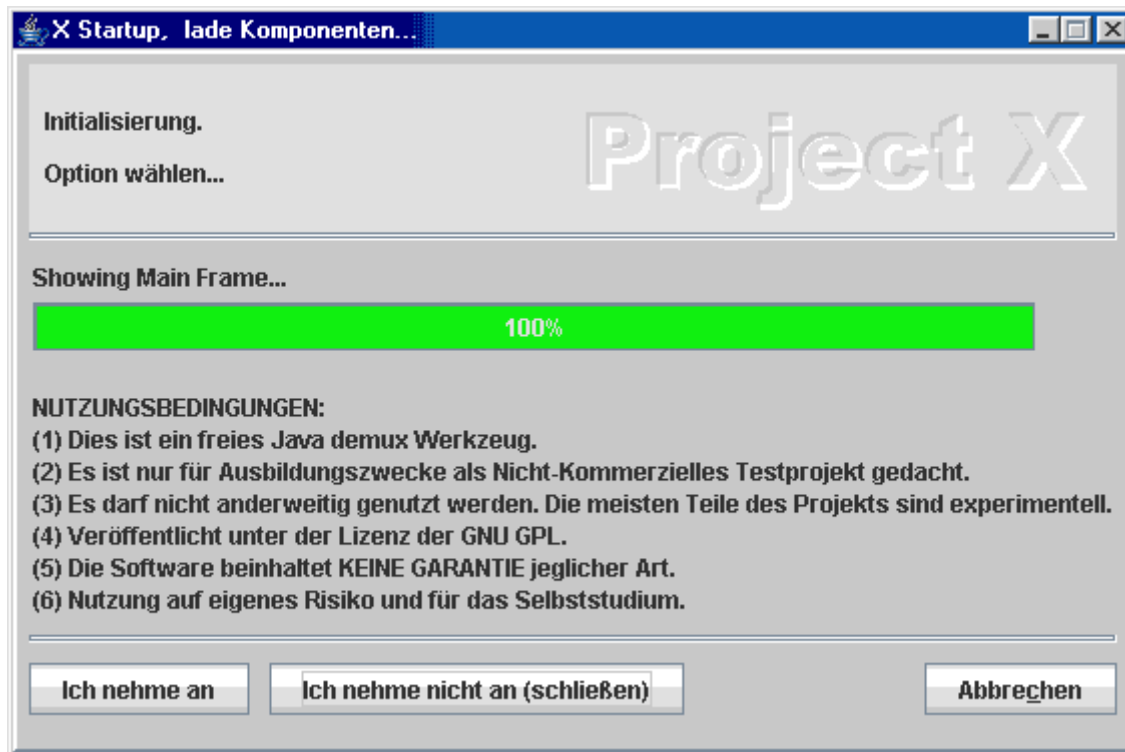 X Startup, lade Komponenten...
Initialisierung.
Project X
Option wählen...
Showing Main Frame...
100%
NUTZUNGSBEDINGUNGEN:
(1) Dies ist ein freies Java demux Werkzeug.
(2) Es ist nur für Ausbildungszwecke als Nicht-Kommerzielles Testprojekt gedacht.
(3) Es darf nicht anderweitig genutzt werden. Die meisten Teile des Projekts sind experimentell.
(4) Veröffentlicht unter der Lizenz der GNU GPL.
(5) Die Software beinhaltet KEINE GARANTIE jeglicher Art.
(6) Nutzung auf eigenes Risiko und für das Selbststudium.
Ich nehme an
Ich nehme nicht an (schließen)
Abbrechen